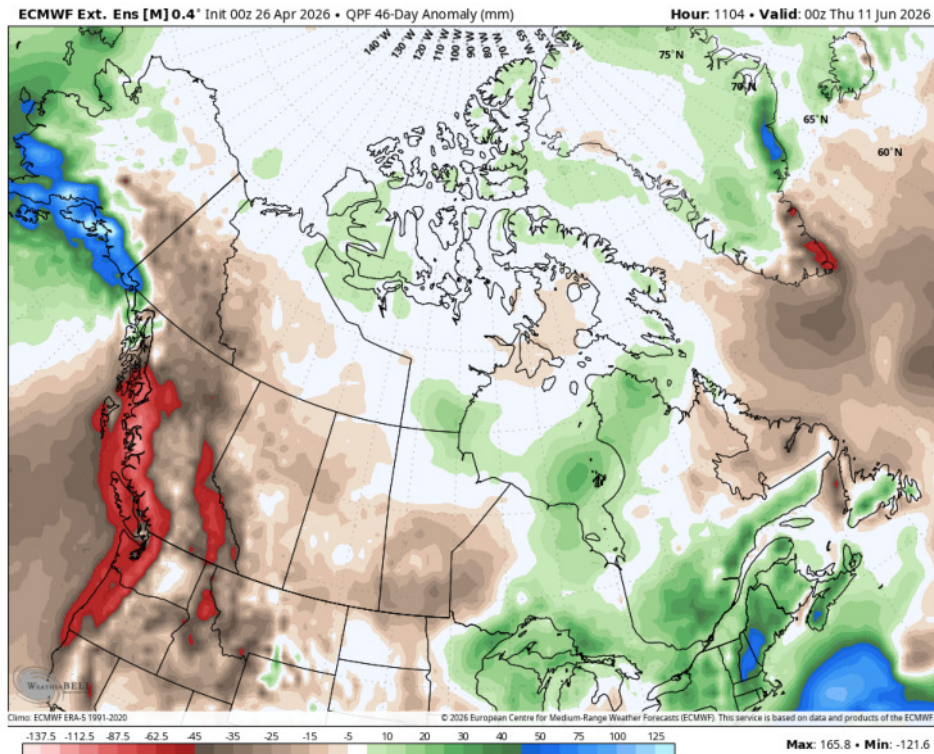 ECMWF Ext. Ens [M] 0.4° Init 00z 26 Apr 2026 • QPF 46-Day Anomaly (mm) Hour: 1104 • Valid: 00z Thu 11 Jun 2026
140°W 130°W 120°W 110°W 100°W 90°W 80°W 70°W 65°W 55°W
75°N
70°N
65°N
60°N
WeatherBELL
Climo: ECMWF ERA-5 1991-2020 © 2026 European Centre for Medium-Range Weather Forecasts (ECMWF). This service is based on data and products of the ECMWF
-137.5 -112.5 -87.5 -62.5 -45 -35 -25 -15 -5 10 20 30 40 50 75 100 125
Max: 165.8 • Min: -121.6